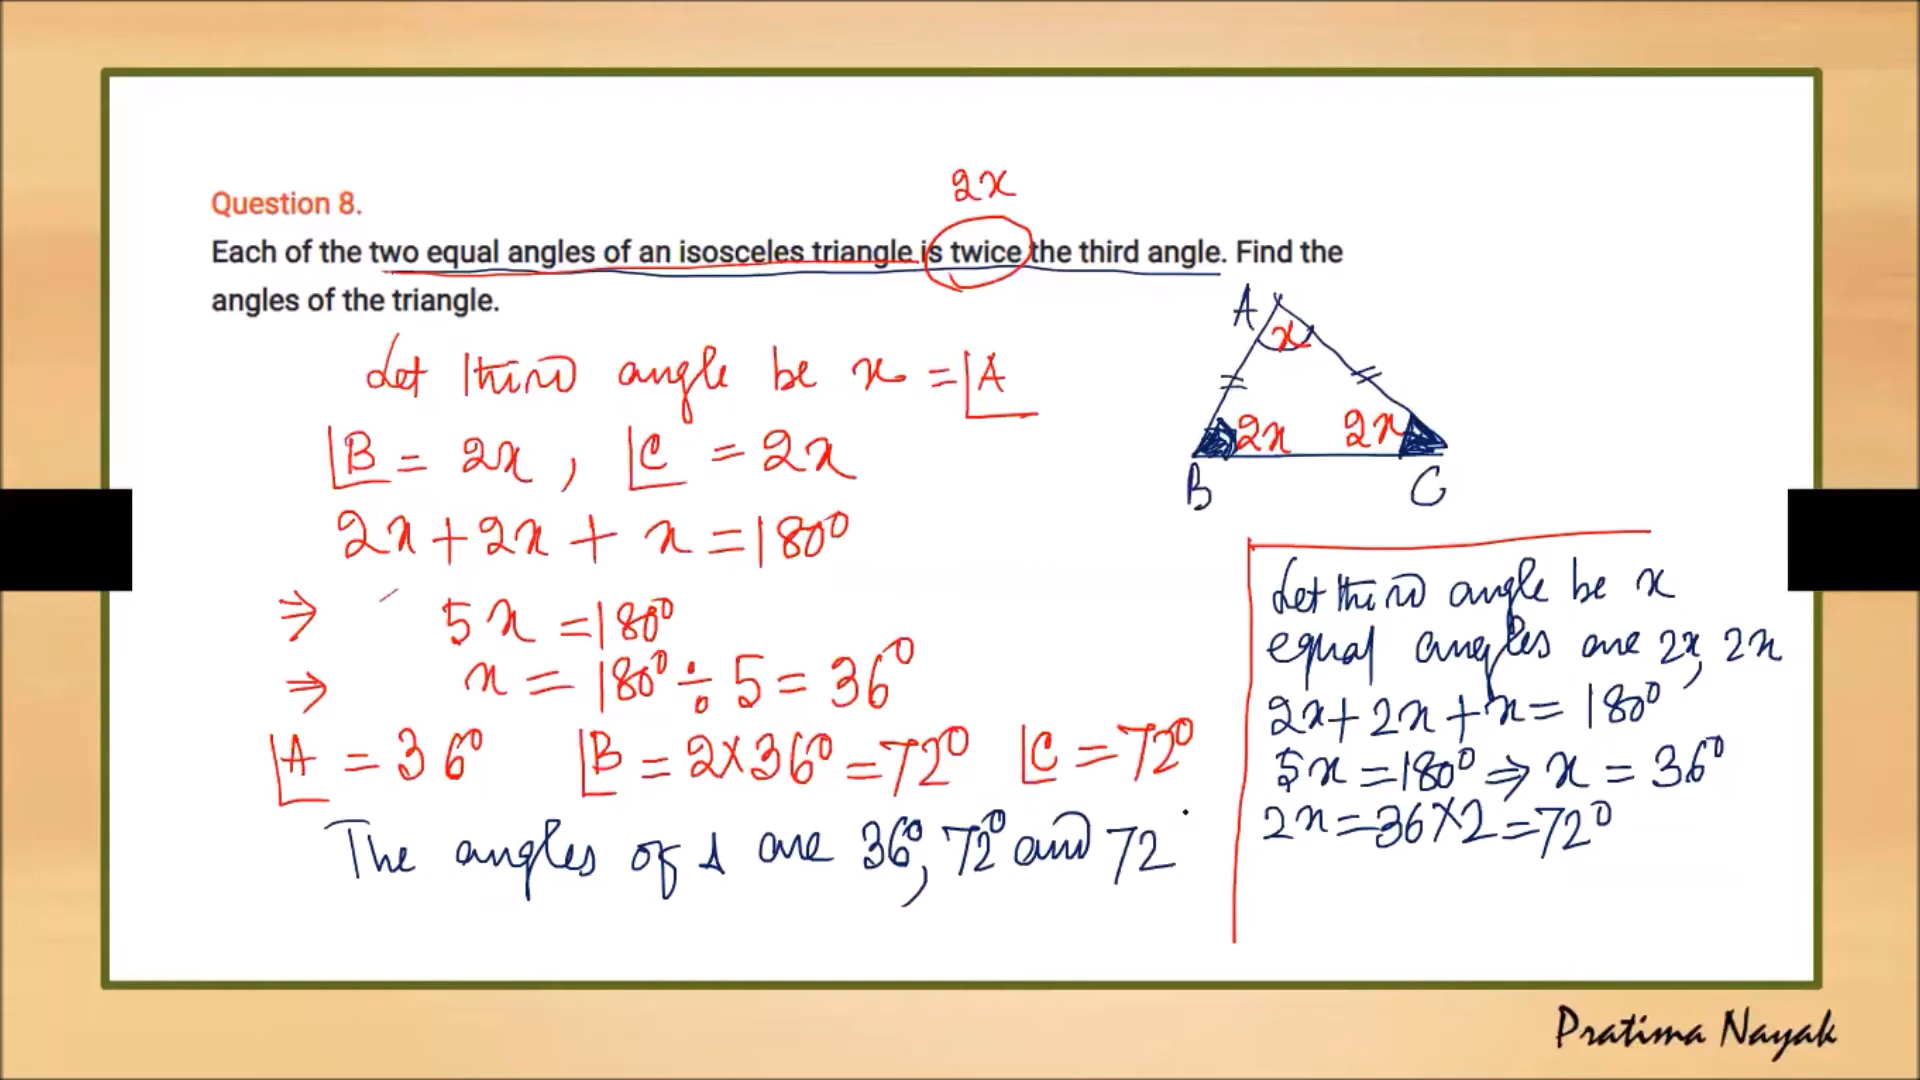 2x
Question 8.
Each of the two equal angles of an isosceles triangle is twice the third angle. Find the
angles of the triangle.
A
x
2x 2x
B C
Let third angle be x = ∠A
∠B = 2x, ∠C = 2x
2x + 2x + x = 180°
⇒ 5x = 180°
⇒ x = 180° ÷ 5 = 36°
∠A = 36° ∠B = 2×36° = 72° ∠C = 72°
The angles of Δ are 36°, 72° and 72
Let third angle be x
equal angles are 2x, 2x
2x + 2x + x = 180°
5x = 180° ⇒ x = 36°
2x = 36×2 = 72°
Pratima Nayak